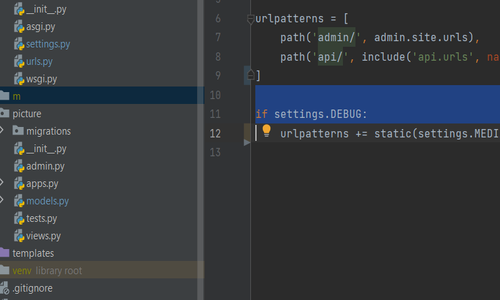 __init__.py
asgi.py
settings.py
urls.py
wsgi.py
m
picture
migrations
__init__.py
admin.py
apps.py
models.py
tests.py
views.py
templates
venv library root
.gitignore
6 urlpatterns = [
7 path('admin/', admin.site.urls),
8 path('api/', include('api.urls', na
9 ]
10
11 if settings.DEBUG:
12 urlpatterns += static(settings.MEDI
13